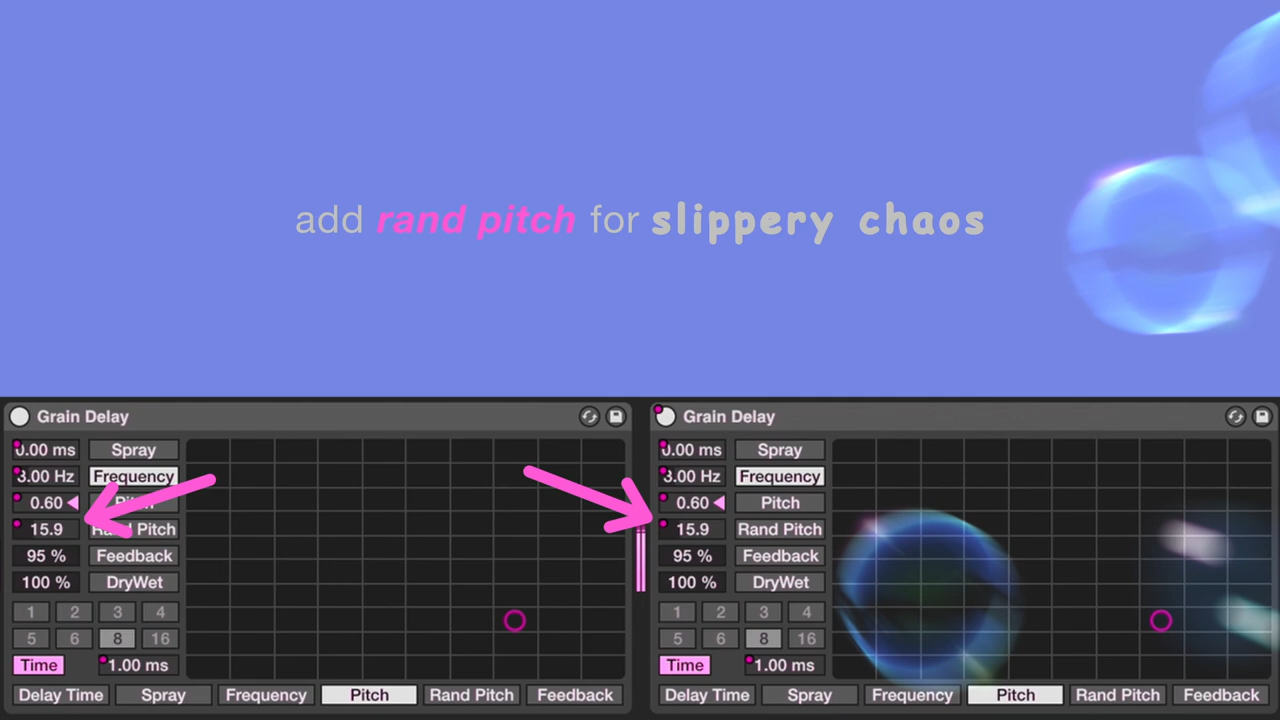 add rand pitch for slippery chaos
Grain Delay
0.00 ms Spray
3.00 Hz Frequency
0.60 Pitch
15.9 Rand Pitch
95 % Feedback
100 % DryWet
1 2 3 4
5 6 8 16
Time 1.00 ms
Delay Time Spray Frequency Pitch Rand Pitch Feedback
Grain Delay
0.00 ms Spray
3.00 Hz Frequency
0.60 Pitch
15.9 Rand Pitch
95 % Feedback
100 % DryWet
1 2 3 4
5 6 8 16
Time 1.00 ms
Delay Time Spray Frequency Pitch Rand Pitch Feedback